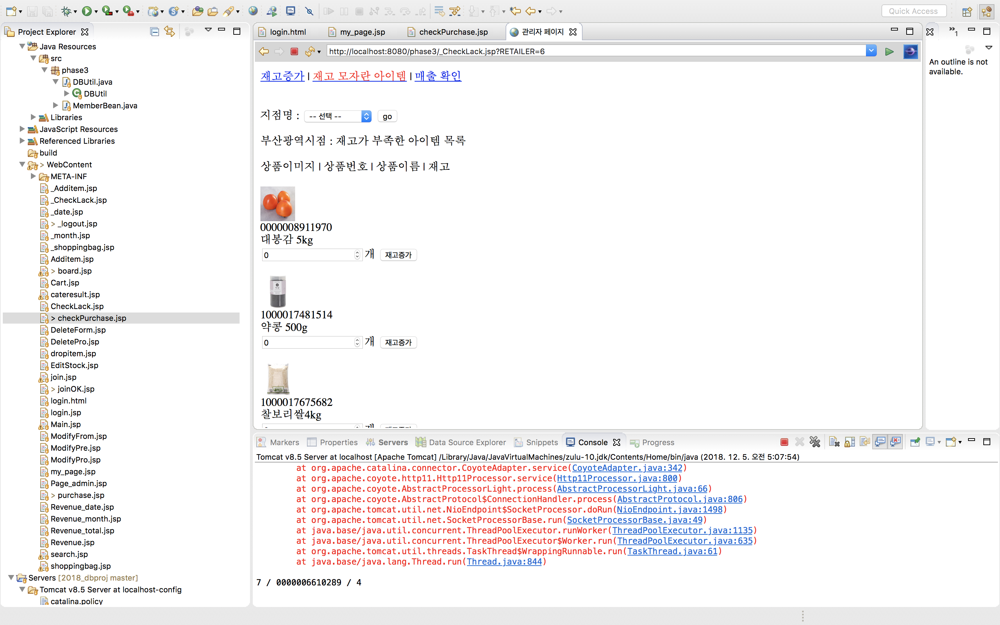 Quick Access
Project Explorer
Java Resources
src
phase3
DBUtil.java
DBUtil
MemberBean.java
Libraries
JavaScript Resources
Referenced Libraries
build
> WebContent
META-INF
_Additem.jsp
_CheckLack.jsp
_date.jsp
> _logout.jsp
_month.jsp
_shoppingbag.jsp
Additem.jsp
> board.jsp
Cart.jsp
cateresult.jsp
CheckLack.jsp
> checkPurchase.jsp
DeleteForm.jsp
DeletePro.jsp
dropitem.jsp
EditStock.jsp
join.jsp
> joinOK.jsp
login.html
login.jsp
Main.jsp
ModifyFrom.jsp
ModifyPre.jsp
ModifyPro.jsp
my_page.jsp
Page_admin.jsp
> purchase.jsp
Revenue_date.jsp
Revenue_month.jsp
Revenue_total.jsp
Revenue.jsp
search.jsp
shoppingbag.jsp
Servers [2018_dbproj master]
Tomcat v8.5 Server at localhost-config
catalina.policy
login.html my_page.jsp checkPurchase.jsp 관리자 페이지
http://localhost:8080/phase3/_CheckLack.jsp?RETAILER=6
재고증가 | 재고 모자란 아이템 | 매출 확인
지점명 : -- 선택 -- go
부산광역시점 : 재고가 부족한 아이템 목록
상품이미지 | 상품번호 | 상품이름 | 재고
0000008911970
대봉감 5kg
0 개 재고증가
1000017481514
약콩 500g
0 개 재고증가
1000017675682
찰보리쌀4kg
An outline is not
available.
Markers Properties Servers Data Source Explorer Snippets Console Progress
Tomcat v8.5 Server at localhost [Apache Tomcat] /Library/Java/JavaVirtualMachines/zulu-10.jdk/Contents/Home/bin/java (2018. 12. 5. 오전 5:07:54)
at org.apache.catalina.connector.CoyoteAdapter.service(CoyoteAdapter.java:342)
at org.apache.coyote.http11.Http11Processor.service(Http11Processor.java:800)
at org.apache.coyote.AbstractProcessorLight.process(AbstractProcessorLight.java:66)
at org.apache.coyote.AbstractProtocol$ConnectionHandler.process(AbstractProtocol.java:806)
at org.apache.tomcat.util.net.NioEndpoint$SocketProcessor.doRun(NioEndpoint.java:1498)
at org.apache.tomcat.util.net.SocketProcessorBase.run(SocketProcessorBase.java:49)
at java.base/java.util.concurrent.ThreadPoolExecutor.runWorker(ThreadPoolExecutor.java:1135)
at java.base/java.util.concurrent.ThreadPoolExecutor$Worker.run(ThreadPoolExecutor.java:635)
at org.apache.tomcat.util.threads.TaskThread$WrappingRunnable.run(TaskThread.java:61)
at java.base/java.lang.Thread.run(Thread.java:844)
7 / 0000006610289 / 4